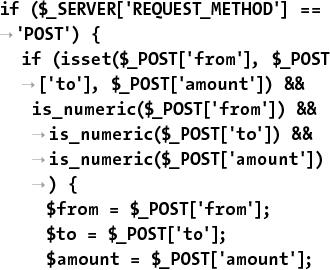 if ($_SERVER['REQUEST_METHOD'] ==
→'POST') {
if (isset($_POST['from'], $_POST
→['to'], $_POST['amount']) &&
is_numeric($_POST['from']) &&
→is_numeric($_POST['to']) &&
→is_numeric($_POST['amount'])
→) {
$from = $_POST['from'];
$to = $_POST['to'];
$amount = $_POST['amount'];